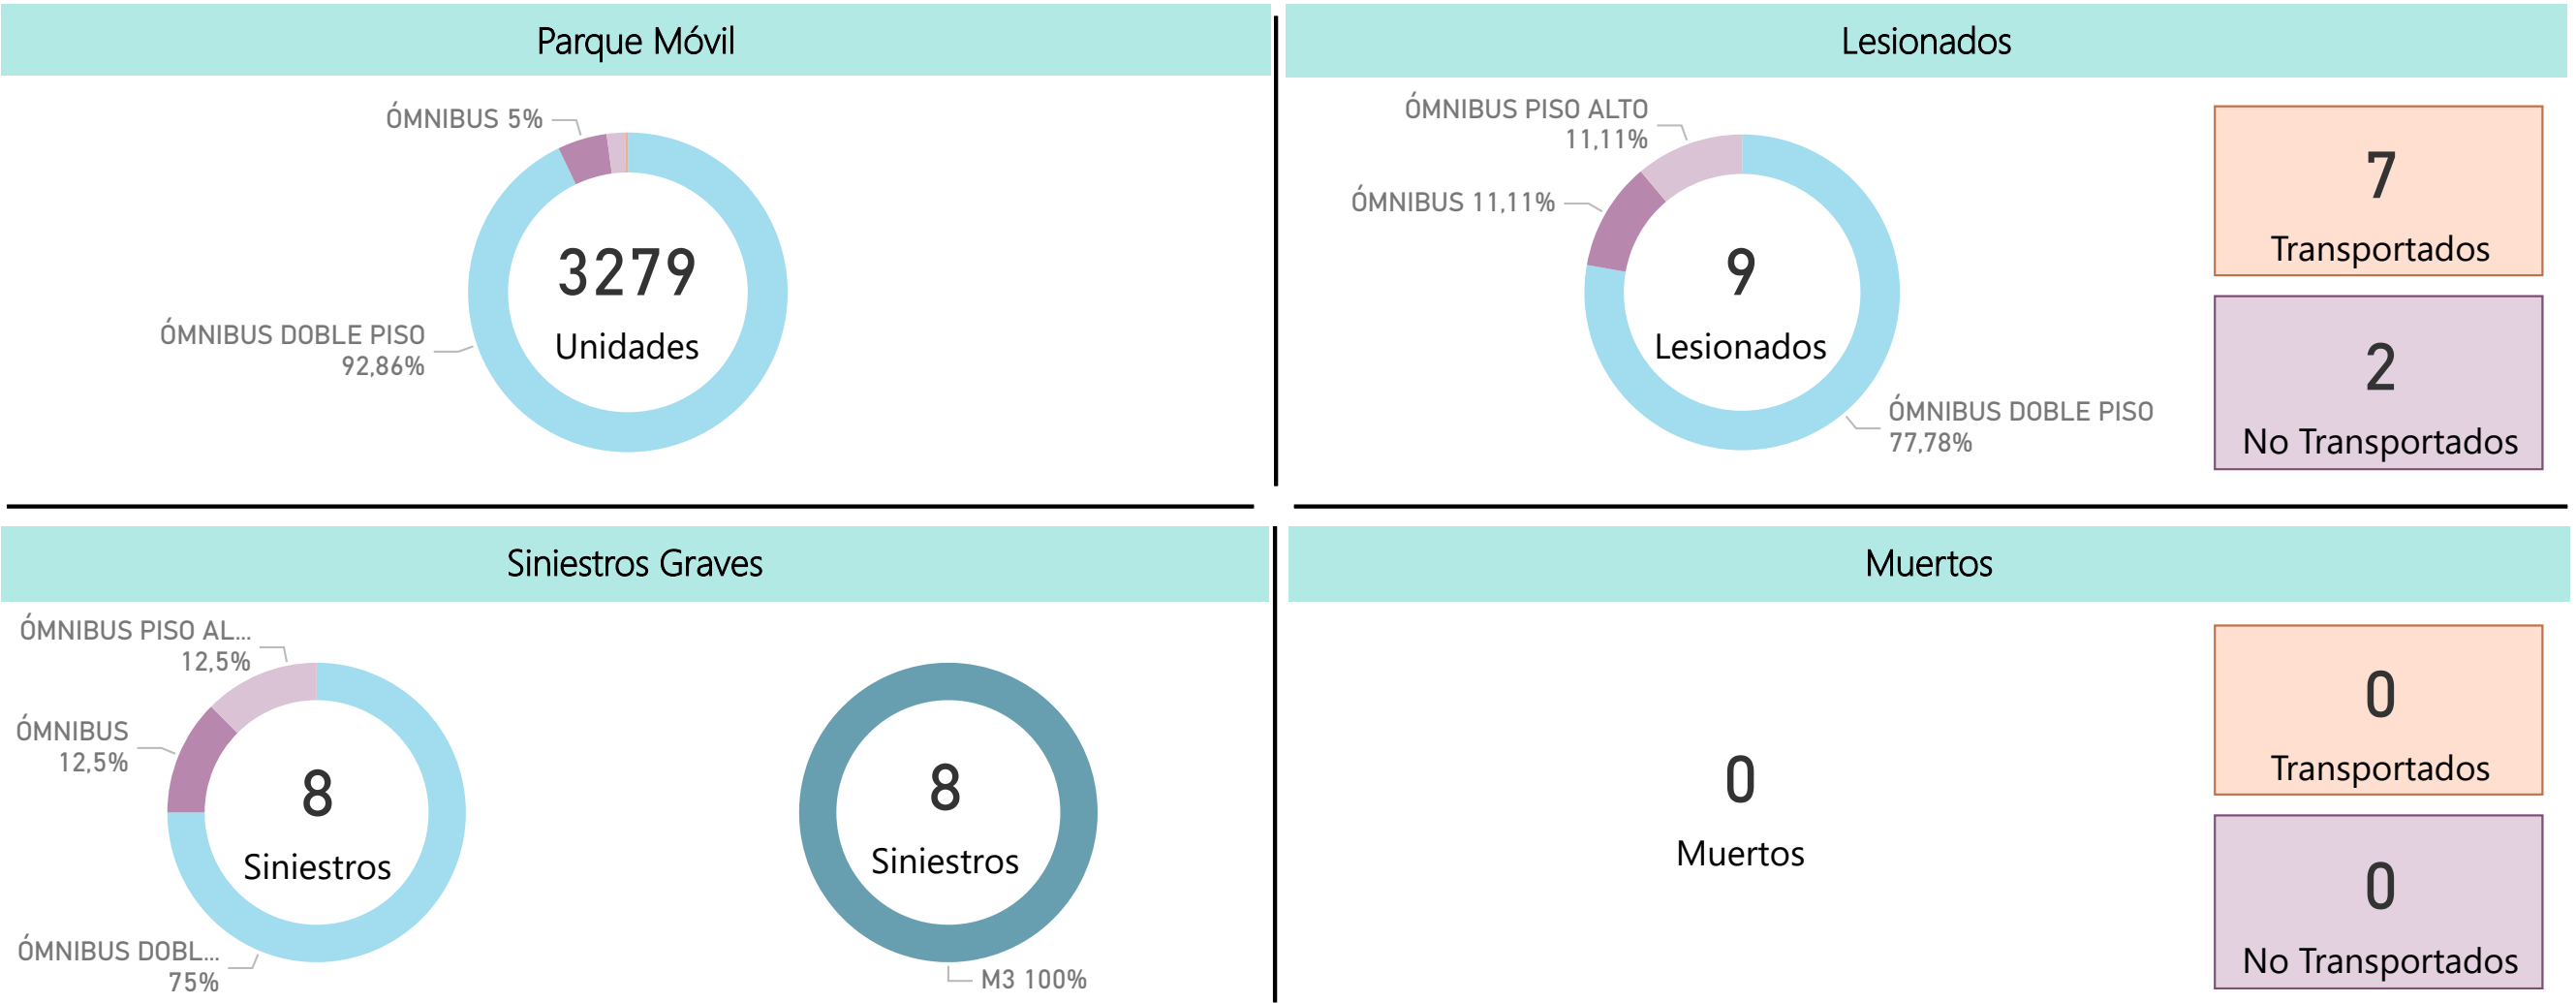 Parque Móvil
ÓMNIBUS 5%
ÓMNIBUS DOBLE PISO
92,86%
3279
Unidades
Lesionados
ÓMNIBUS PISO ALTO
11,11%
ÓMNIBUS 11,11%
9
Lesionados
ÓMNIBUS DOBLE PISO
77,78%
7
Transportados
2
No Transportados
Siniestros Graves
ÓMNIBUS PISO AL...
12,5%
ÓMNIBUS
12,5%
8
Siniestros
ÓMNIBUS DOBL...
75%
8
Siniestros
M3 100%
Muertos
0
Muertos
0
Transportados
0
No Transportados